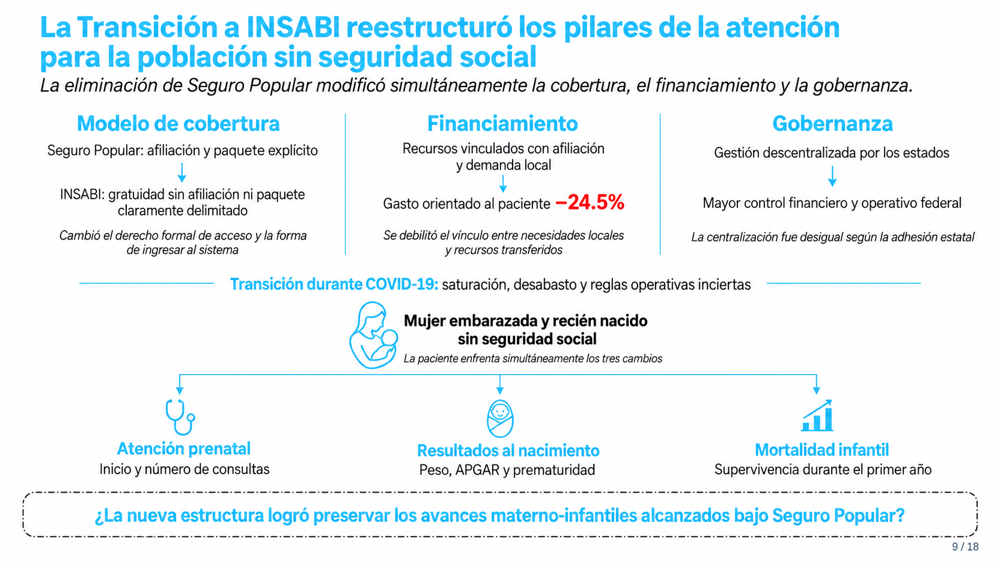 La Transición a INSABI reestructuró los pilares de la atención
para la población sin seguridad social
La eliminación de Seguro Popular modificó simultáneamente la cobertura, el financiamiento y la gobernanza.
Modelo de cobertura
Seguro Popular: afiliación y paquete explícito
INSABI: gratuidad sin afiliación ni paquete
claramente delimitado
Cambió el derecho formal de acceso y la forma
de ingresar al sistema
Financiamiento
Recursos vinculados con afiliación
y demanda local
Gasto orientado al paciente −24.5%
Se debilitó el vínculo entre necesidades locales
y recursos transferidos
Gobernanza
Gestión descentralizada por los estados
Mayor control financiero y operativo federal
La centralización fue desigual según la adhesión estatal
Transición durante COVID-19: saturación, desabasto y reglas operativas inciertas
Mujer embarazada y recién nacido
sin seguridad social
La paciente enfrenta simultáneamente los tres cambios
Atención prenatal
Inicio y número de consultas
Resultados al nacimiento
Peso, APGAR y prematuridad
Mortalidad infantil
Supervivencia durante el primer año
¿La nueva estructura logró preservar los avances materno-infantiles alcanzados bajo Seguro Popular?
9 / 18